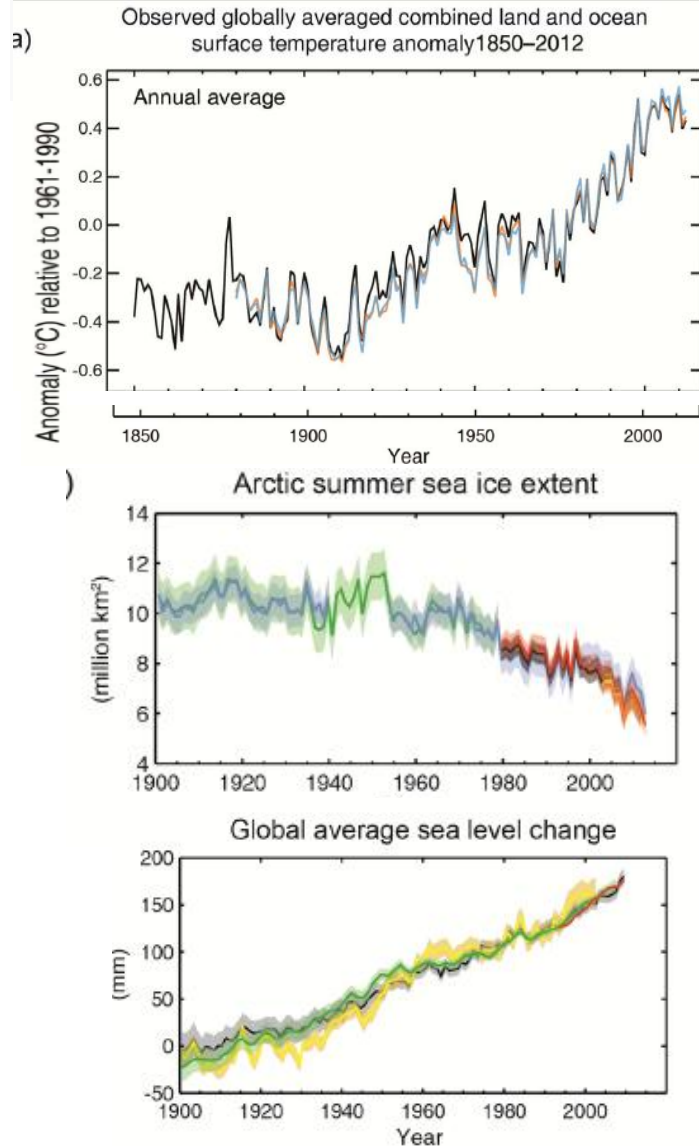 Observed globally averaged combined land and ocean
a)
surface temperature anomaly1850–2012
Annual average
Anomaly (°C) relative to 1961-1990
0.6
0.4
0.2
0.0
-0.2
-0.4
-0.6
1850 1900 1950 2000
Year
)
Arctic summer sea ice extent
(million km²)
14
12
10
8
6
4
1900 1920 1940 1960 1980 2000
Global average sea level change
(mm)
200
150
100
50
0
-50
1900 1920 1940 1960 1980 2000
Year